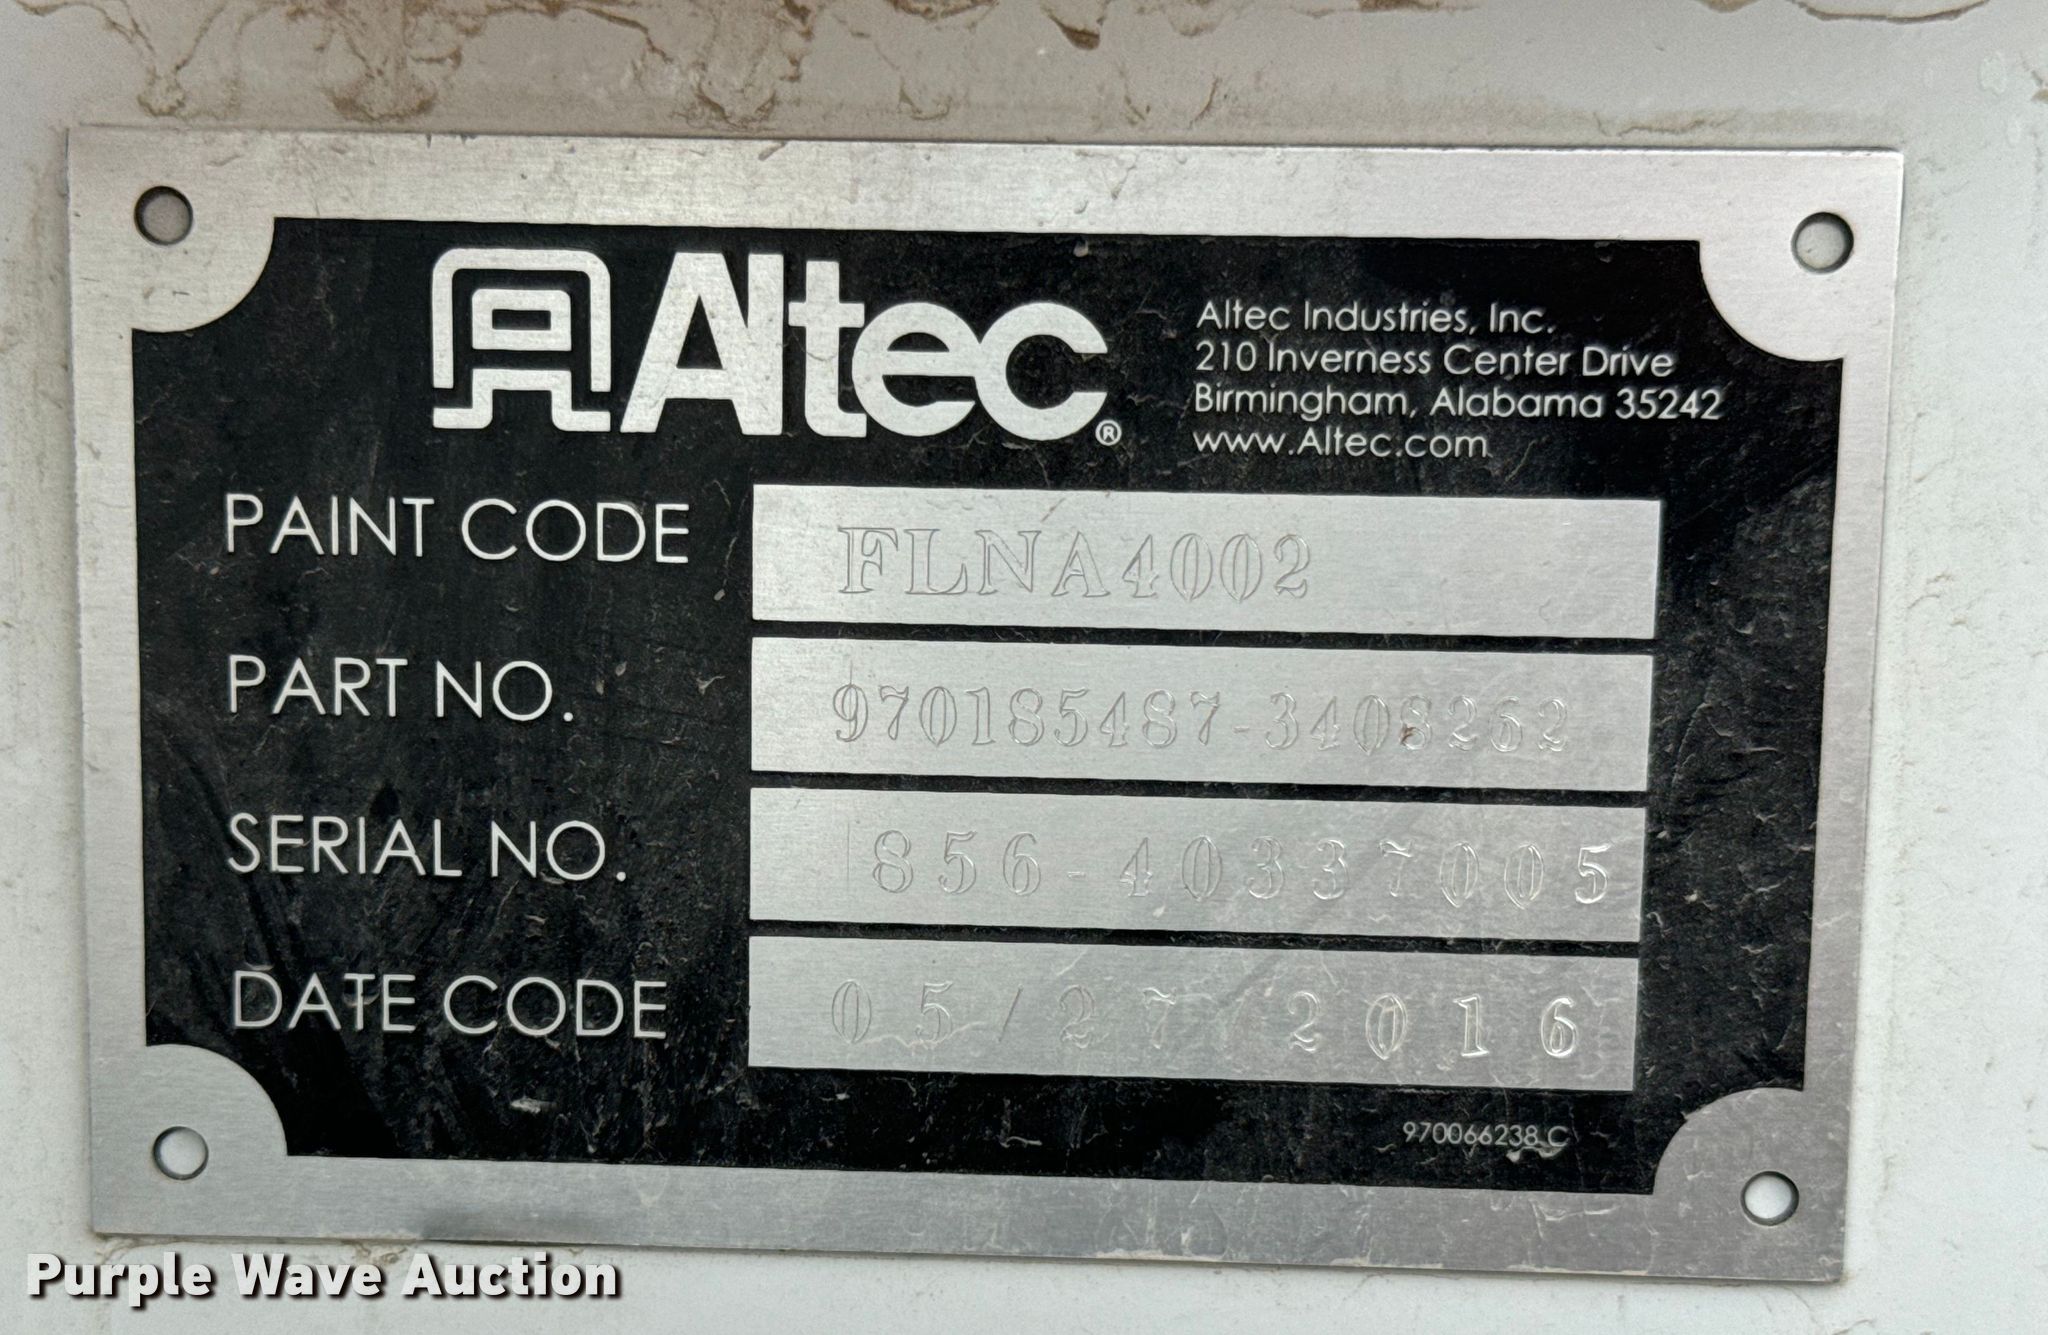 Altec®
Altec Industries, Inc.
210 Inverness Center Drive
Birmingham, Alabama 35242
www.Altec.com
PAINT CODE FLNA4002
PART NO. 970185487-3408262
SERIAL NO. 856-40337005
DATE CODE 05/27/2016
970066238 C
Purple Wave Auction